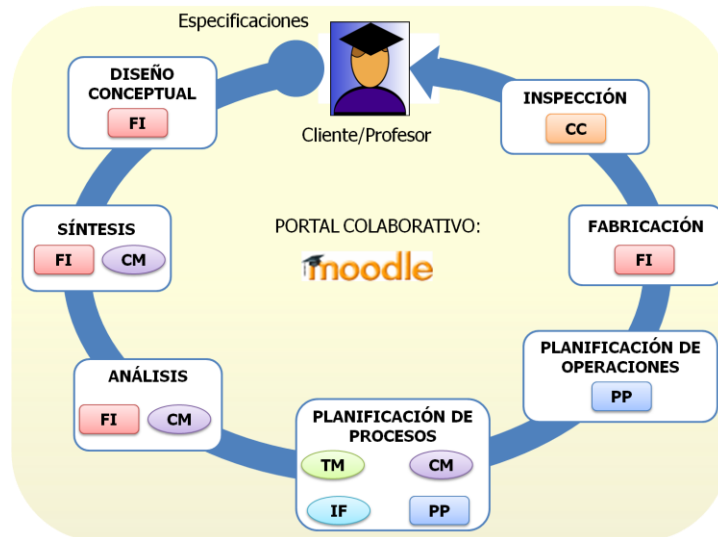 Especificaciones
Cliente/Profesor
DISEÑO
CONCEPTUAL
FI
SÍNTESIS
FI CM
ANÁLISIS
FI CM
PLANIFICACIÓN DE
PROCESOS
TM CM
IF PP
PLANIFICACIÓN DE
OPERACIONES
PP
FABRICACIÓN
FI
INSPECCIÓN
CC
PORTAL COLABORATIVO:
moodle